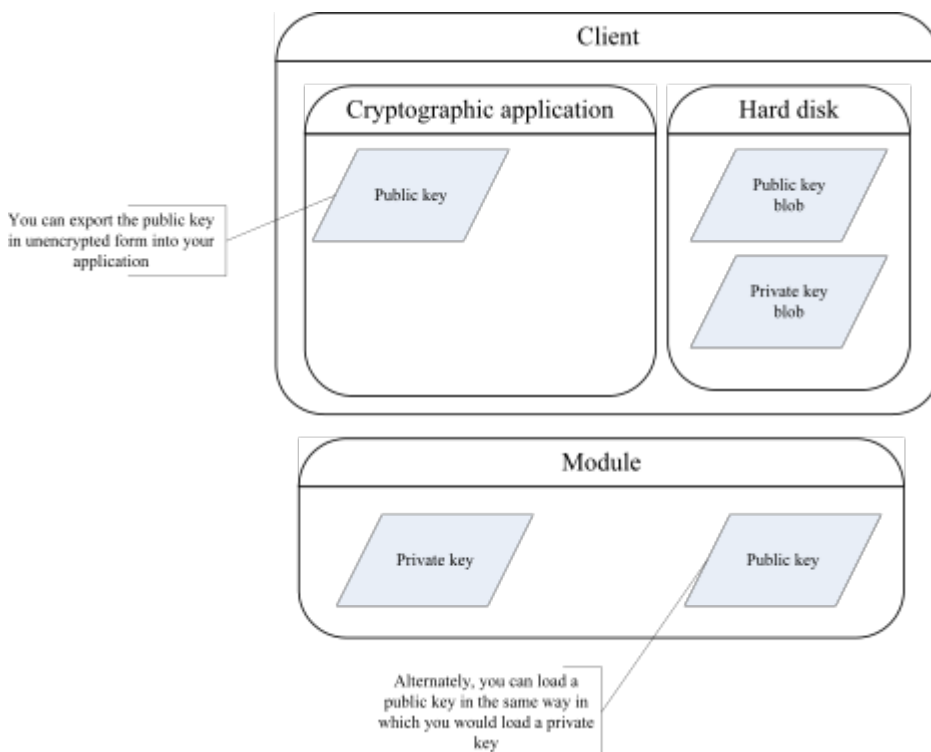 Client
Cryptographic application
Hard disk
Public key
Public key
blob
You can export the public key
in unencrypted form into your
application
Private key
blob
Module
Private key
Public key
Alternately, you can load a
public key in the same way in
which you would load a private
key